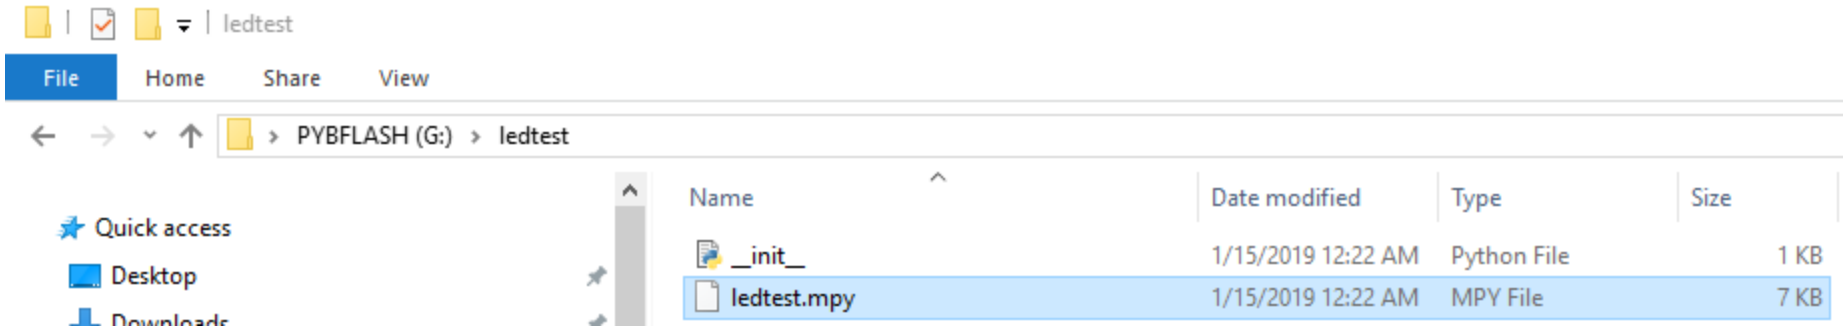 ledtest
File Home Share View
PYBFLASH (G:) ledtest
Name Date modified Type Size
Quick access
__init__ 1/15/2019 12:22 AM Python File 1 KB
Desktop
ledtest.mpy 1/15/2019 12:22 AM MPY File 7 KB
Downloads